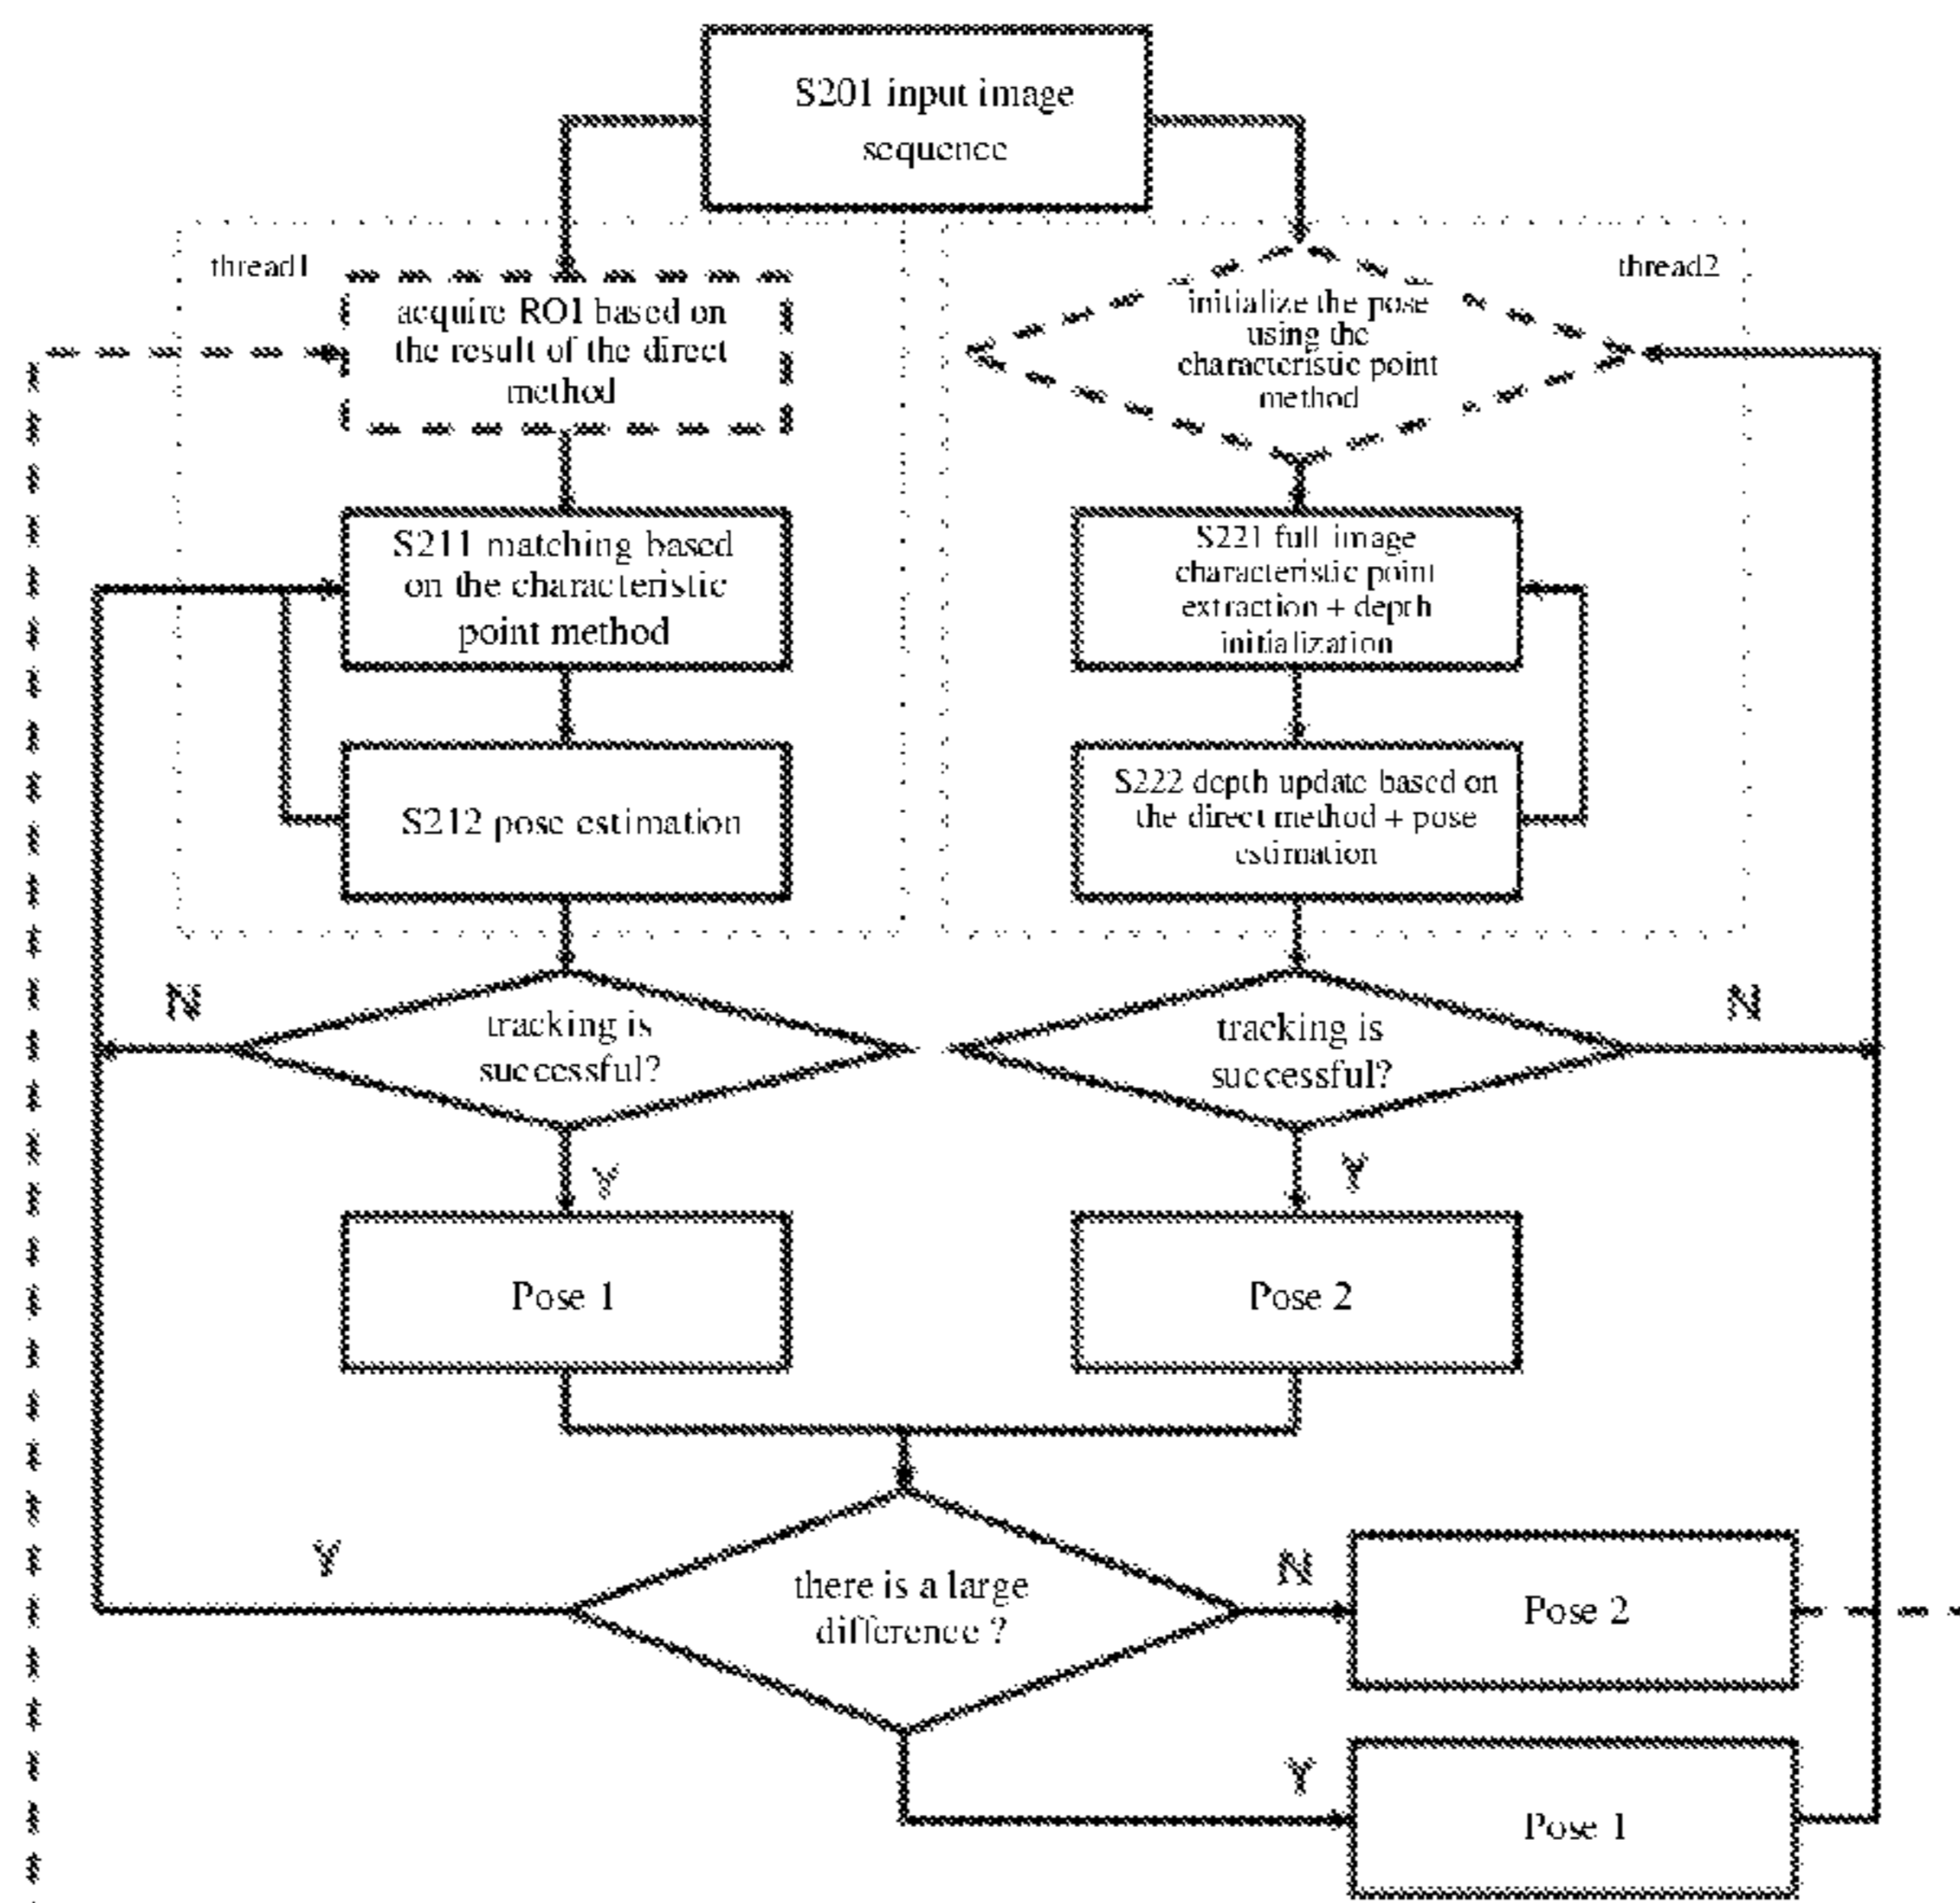 S201 input image
sequence
thread1
acquire ROI based on
the result of the direct
method
thread2
initialize the pose
using the
characteristic point
method
S211 matching based
on the characteristic
point method
S221 full image
characteristic point
extraction + depth
initialization
S212 pose estimation
S222 depth update based on
the direct method + pose
estimation
N
tracking is
successful?
tracking is
successful?
N
Y
Y
Pose 1
Pose 2
Y
there is a large
difference ?
N
Pose 2
Y
Pose 1